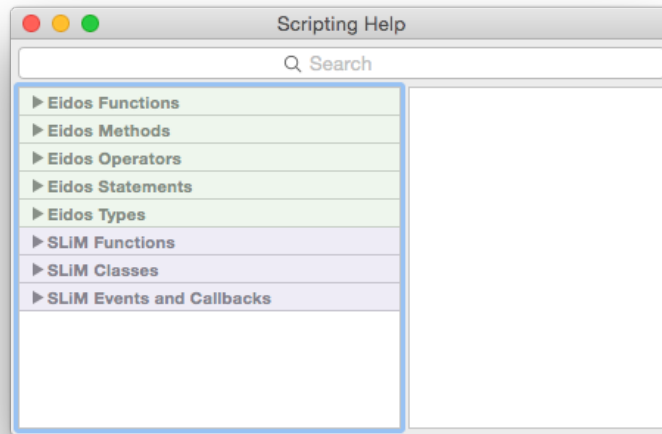 Scripting Help
Search
Eidos Functions
Eidos Methods
Eidos Operators
Eidos Statements
Eidos Types
SLiM Functions
SLiM Classes
SLiM Events and Callbacks